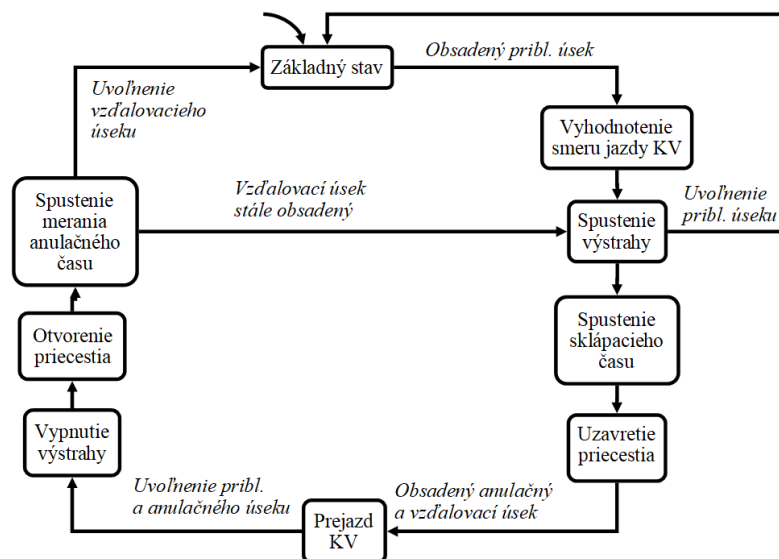 Základný stav
Obsadený pribl. úsek
Uvoľnenie
vzďalovacieho
úseku
Vyhodnotenie
smeru jazdy KV
Spustenie
merania
anulačného
času
Vzďalovací úsek
stále obsadený
Spustenie
výstrahy
Uvoľnenie
pribl. úseku
Otvorenie
priecestia
Spustenie
sklápacieho
času
Vypnutie
výstrahy
Uzavretie
priecestia
Uvoľnenie pribl.
a anulačného úseku
Prejazd
KV
Obsadený anulačný
a vzďalovací úsek